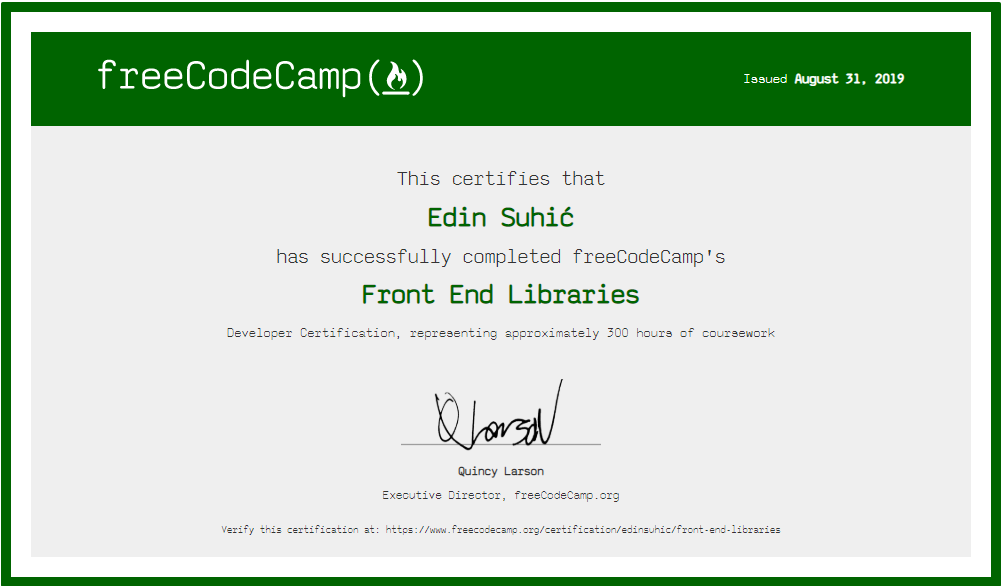 freeCodeCamp(🔥)
Issued August 31, 2019
This certifies that
Edin Suhić
has successfully completed freeCodeCamp's
Front End Libraries
Developer Certification, representing approximately 300 hours of coursework
Q Larson
Quincy Larson
Executive Director, freeCodeCamp.org
Verify this certification at: https://www.freecodecamp.org/certification/edinsuhic/front-end-libraries